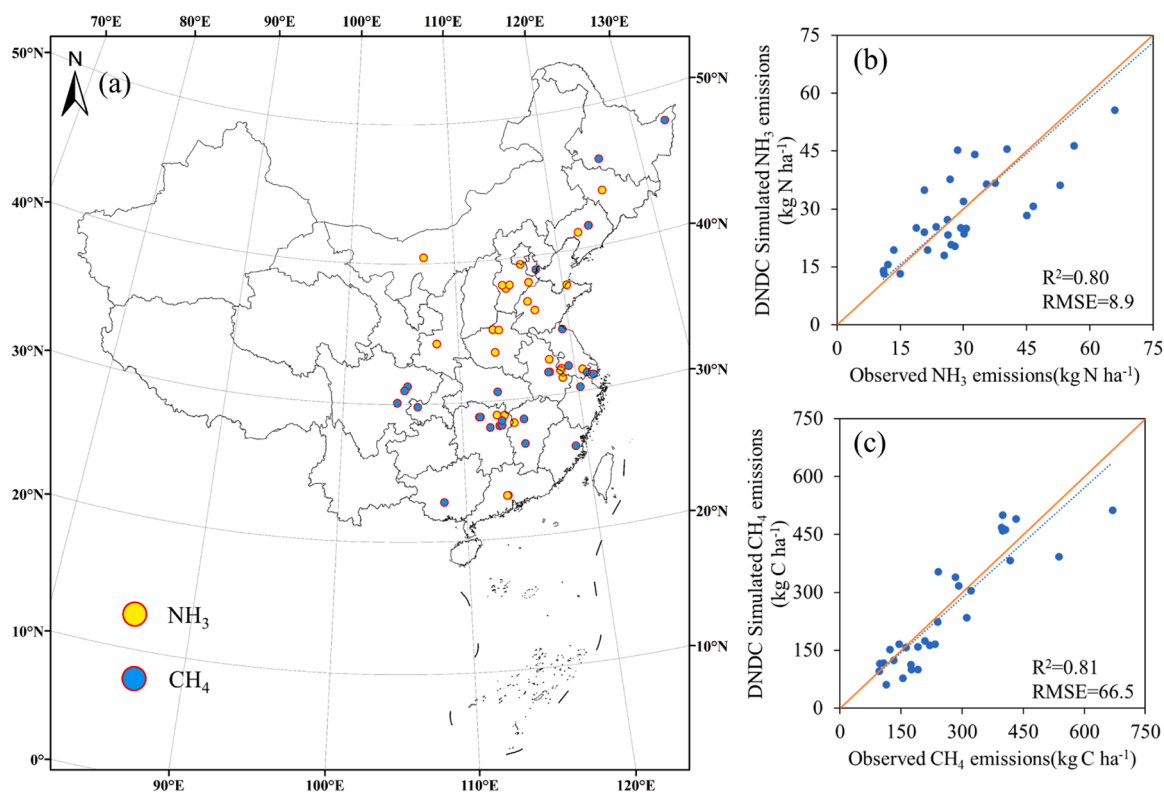 70°E 80°E 90°E 100°E 110°E 120°E 130°E
50°N
40°N
30°N
20°N
10°N
0°
N
(a)
50°N
40°N
30°N
20°N
10°N
NH₃
CH₄
90°E 100°E 110°E 120°E
(b)
DNDC Simulated NH₃ emissions
(kg N ha⁻¹)
75
60
45
30
15
0
R²=0.80
RMSE=8.9
0 15 30 45 60 75
Observed NH₃ emissions(kg N ha⁻¹)
(c)
DNDC Simulated CH₄ emissions
(kg C ha⁻¹)
750
600
450
300
150
0
R²=0.81
RMSE=66.5
0 150 300 450 600 750
Observed CH₄ emissions(kg C ha⁻¹)